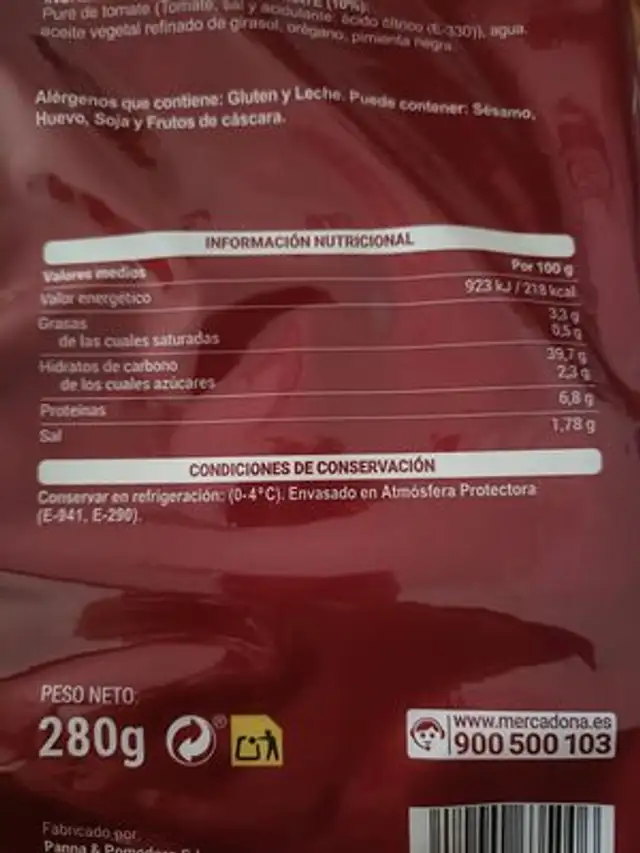 (10%).
Puré de tomate (Tomate, sal y acidulante: ácido cítrico (E-330)), agua,
aceite vegetal refinado de girasol, orégano, pimienta negra.
Alérgenos que contiene: Gluten y Leche. Puede contener: Sésamo,
Huevo, Soja y Frutos de cáscara.
INFORMACIÓN NUTRICIONAL
Valores medios Por 100 g
Valor energético 923 kJ / 218 kcal
Grasas 3,3 g
de las cuales saturadas 0,5 g
Hidratos de carbono 39,7 g
de los cuales azúcares 2,3 g
Proteínas 6,8 g
Sal 1,78 g
CONDICIONES DE CONSERVACIÓN
Conservar en refrigeración: (0-4°C). Envasado en Atmósfera Protectora
(E-941, E-290).
PESO NETO:
280g ®
www.mercadona.es
900 500 103
Fabricado por
Panna & Pomodoro